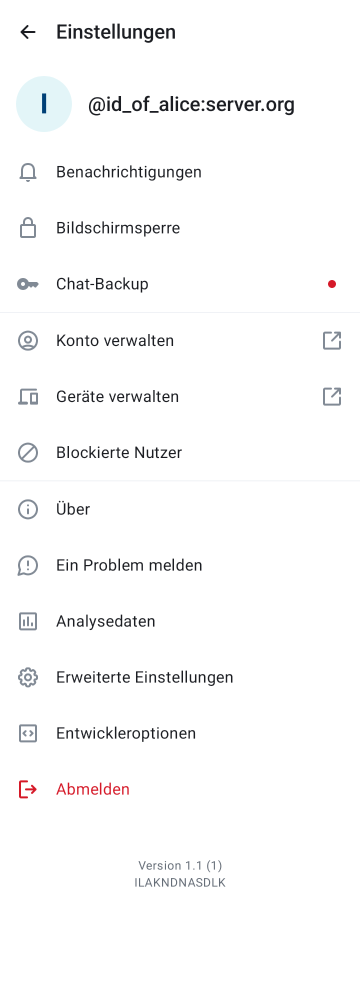 Einstellungen
I
@id_of_alice:server.org
Benachrichtigungen
Bildschirmsperre
Chat-Backup
Konto verwalten
Geräte verwalten
Blockierte Nutzer
Über
Ein Problem melden
Analysedaten
Erweiterte Einstellungen
Entwickleroptionen
Abmelden
Version 1.1 (1)
ILAKNDNASDLK